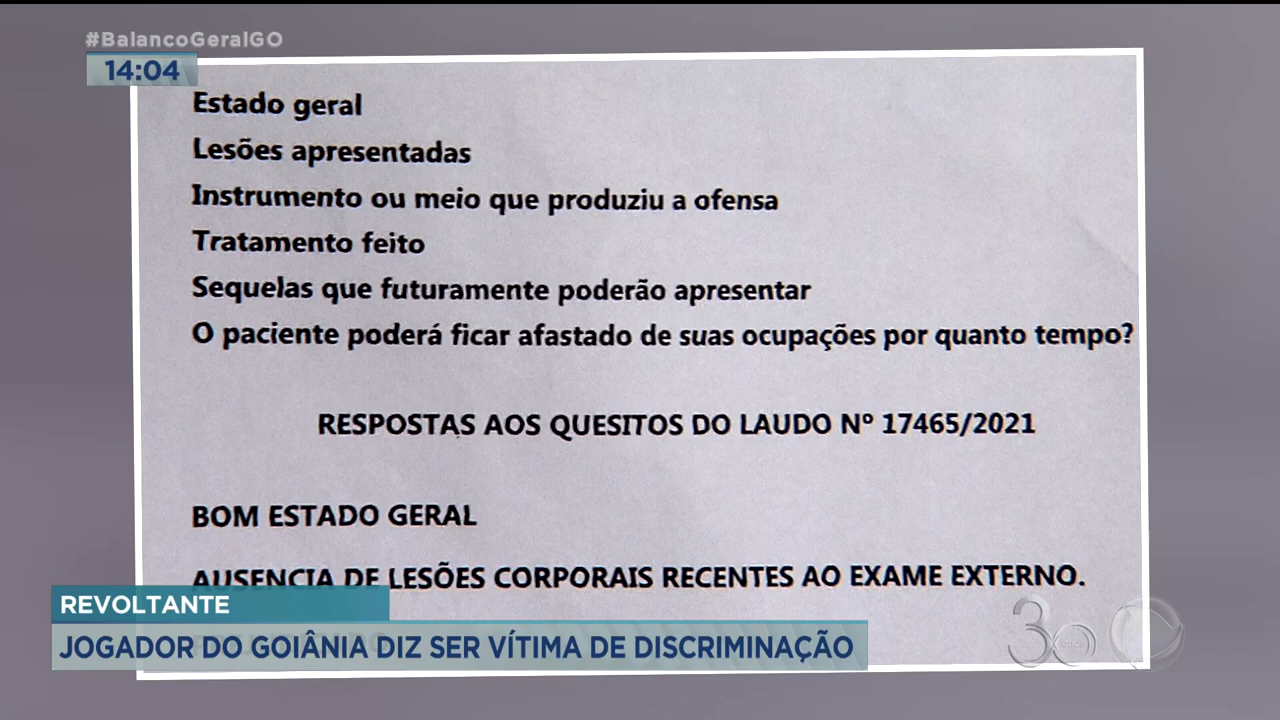 #BalancoGeralGO
14:04
Estado geral
Lesões apresentadas
Instrumento ou meio que produziu a ofensa
Tratamento feito
Sequelas que futuramente poderão apresentar
O paciente poderá ficar afastado de suas ocupações por quanto tempo?
RESPOSTAS AOS QUESITOS DO LAUDO Nº 17465/2021
BOM ESTADO GERAL
AUSENCIA DE LESÕES CORPORAIS RECENTES AO EXAME EXTERNO.
REVOLTANTE
JOGADOR DO GOIÂNIA DIZ SER VÍTIMA DE DISCRIMINAÇÃO
30